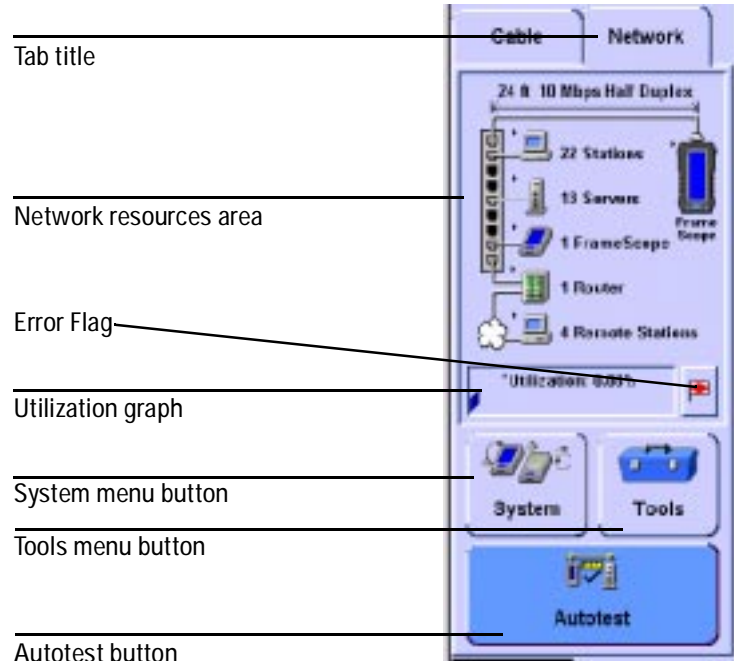 Tab title
Network resources area
Error Flag
Utilization graph
System menu button
Tools menu button
Autotest button
Cable
Network
24 ft 10 Mbps Half Duplex
22 Stations
13 Servers
1 FrameScope
Frame
Scope
1 Router
4 Remote Stations
Utilization: 0.00%
System
Tools
Autotest